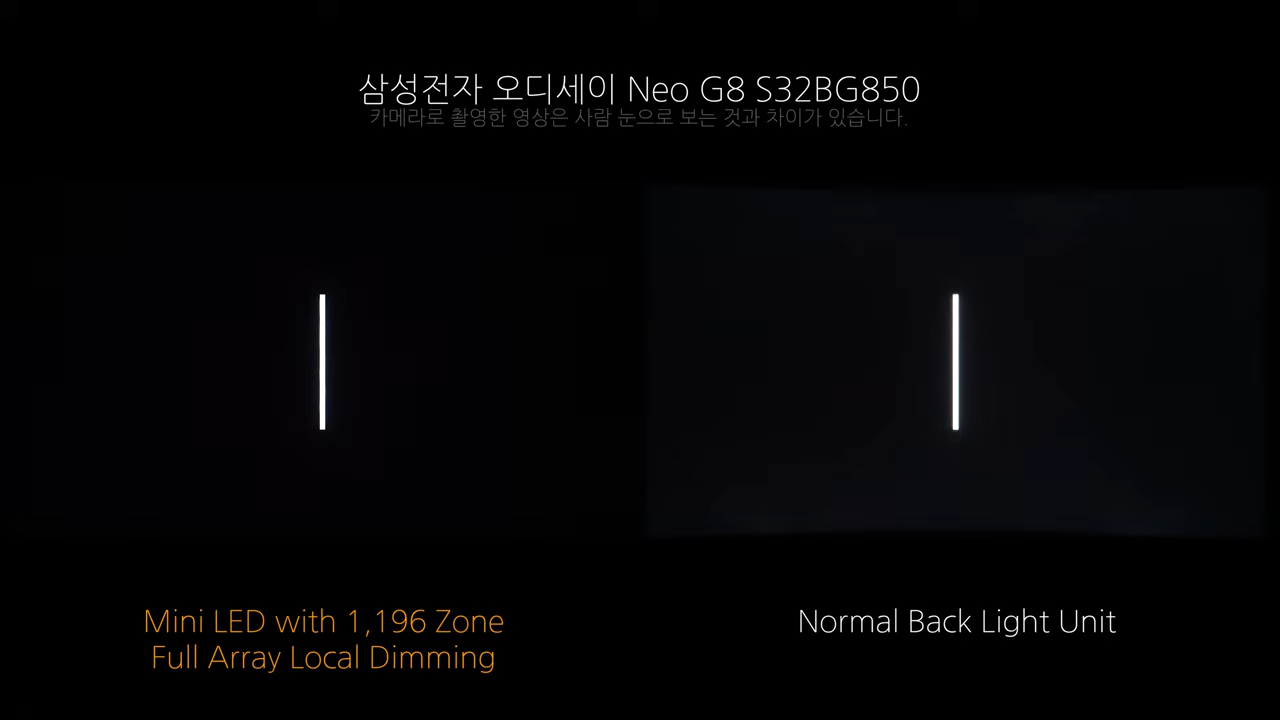 삼성전자 오디세이 Neo G8 S32BG850
카메라로 촬영한 영상은 사람 눈으로 보는 것과 차이가 있습니다.
Mini LED with 1,196 Zone
Full Array Local Dimming
Normal Back Light Unit